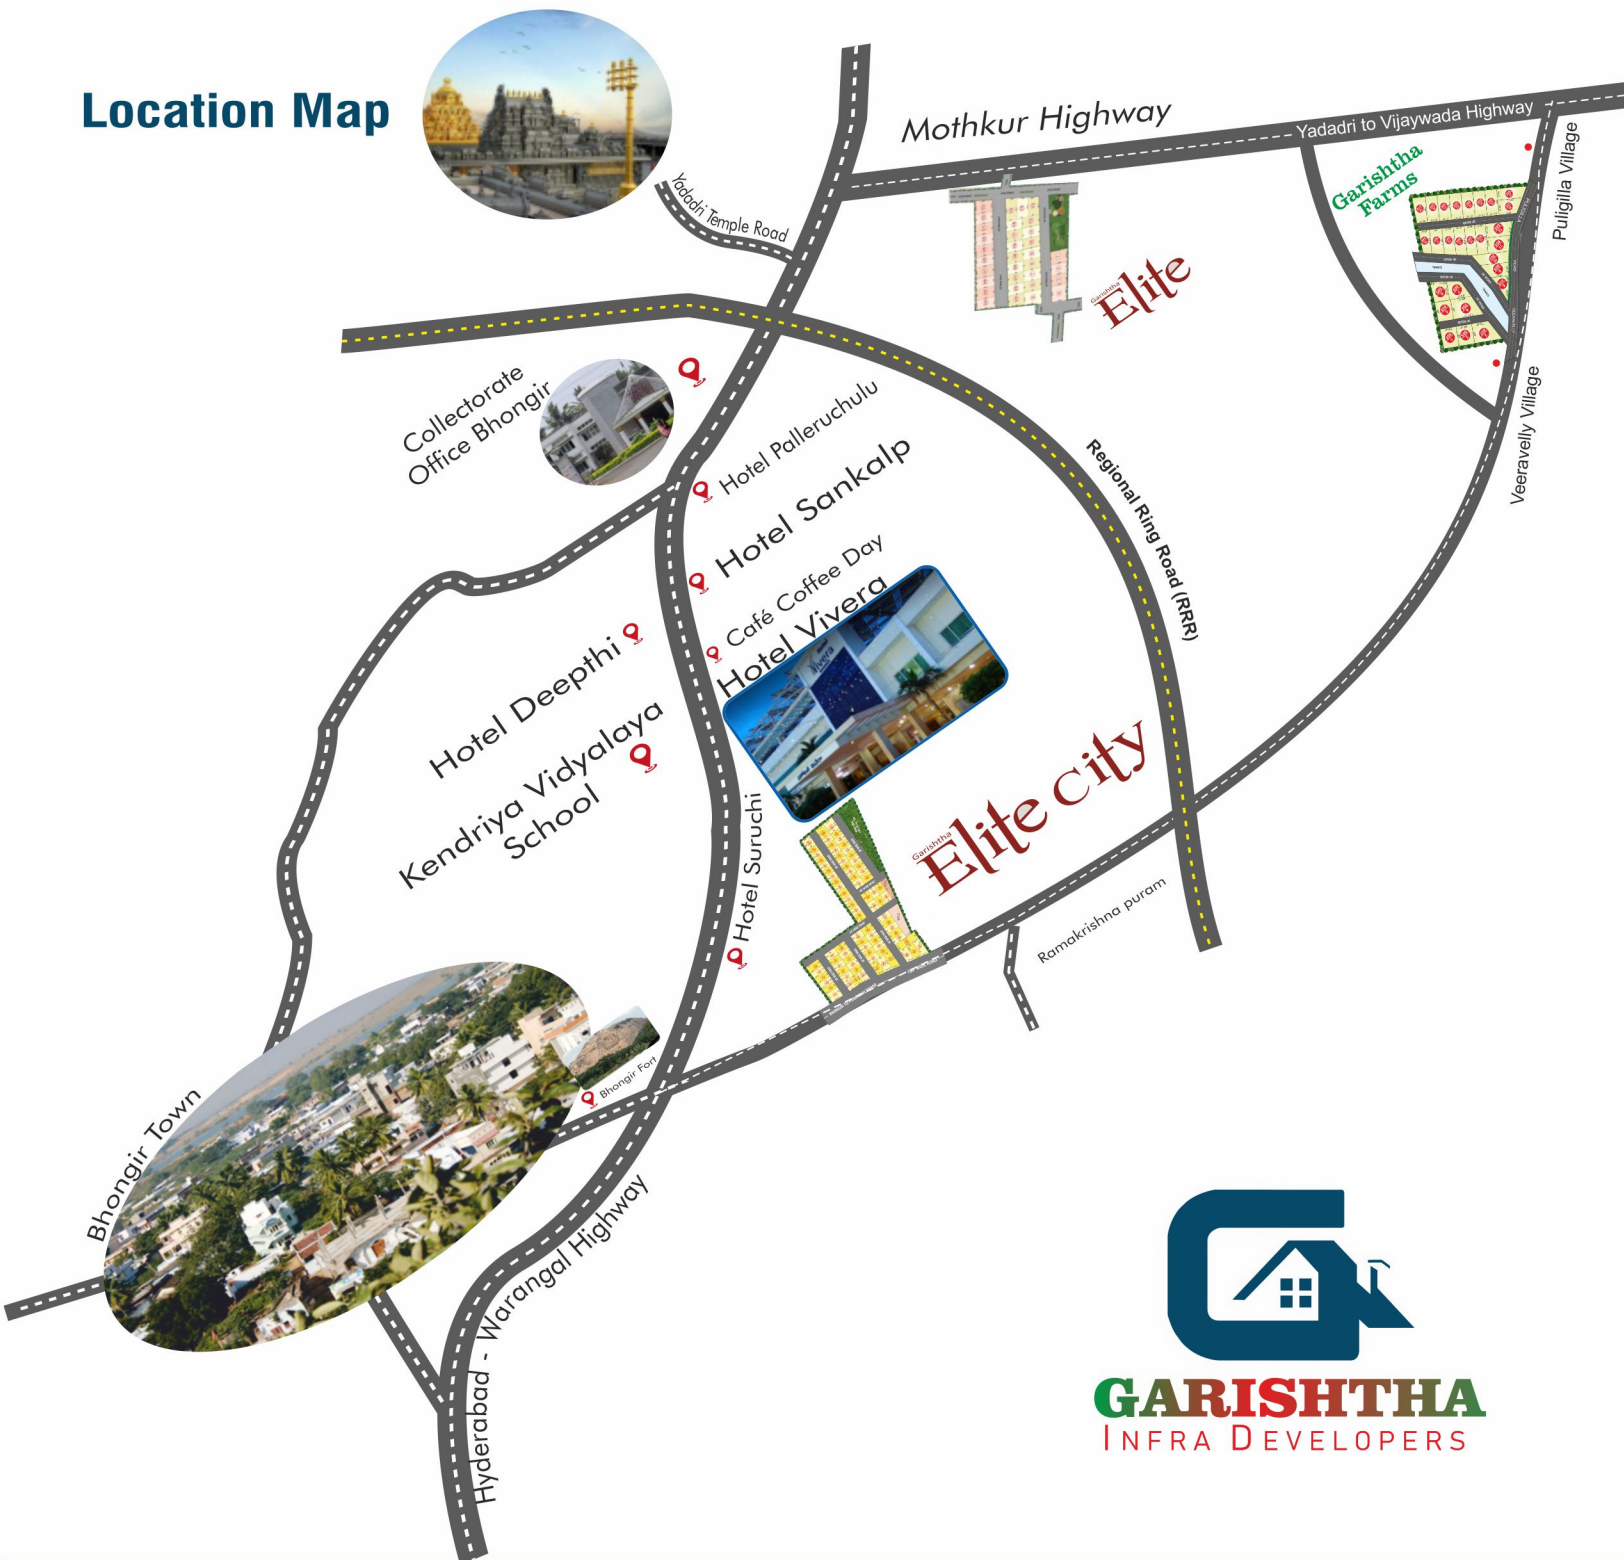 Location Map
Mothkur Highway
Yadadri to Vijaywada Highway
Puligilla Village
Garishtha
Farms
Yadadri Temple Road
Garishtha
Elite
Collectorate
Office Bhongir
Hotel Palleruchulu
Hotel Sankalp
Regional Ring Road (RRR)
Veeravelly Village
Café Coffee Day
Hotel Vivera
Vivera
Hotel Deepthi
Kendriya Vidyalaya
School
Hotel Suruchi
Garishtha
Elite City
Ramakrishna puram
Bhongir Fort
Bhongir Town
Hyderabad - Warangal Highway
GARISHTHA
INFRA DEVELOPERS